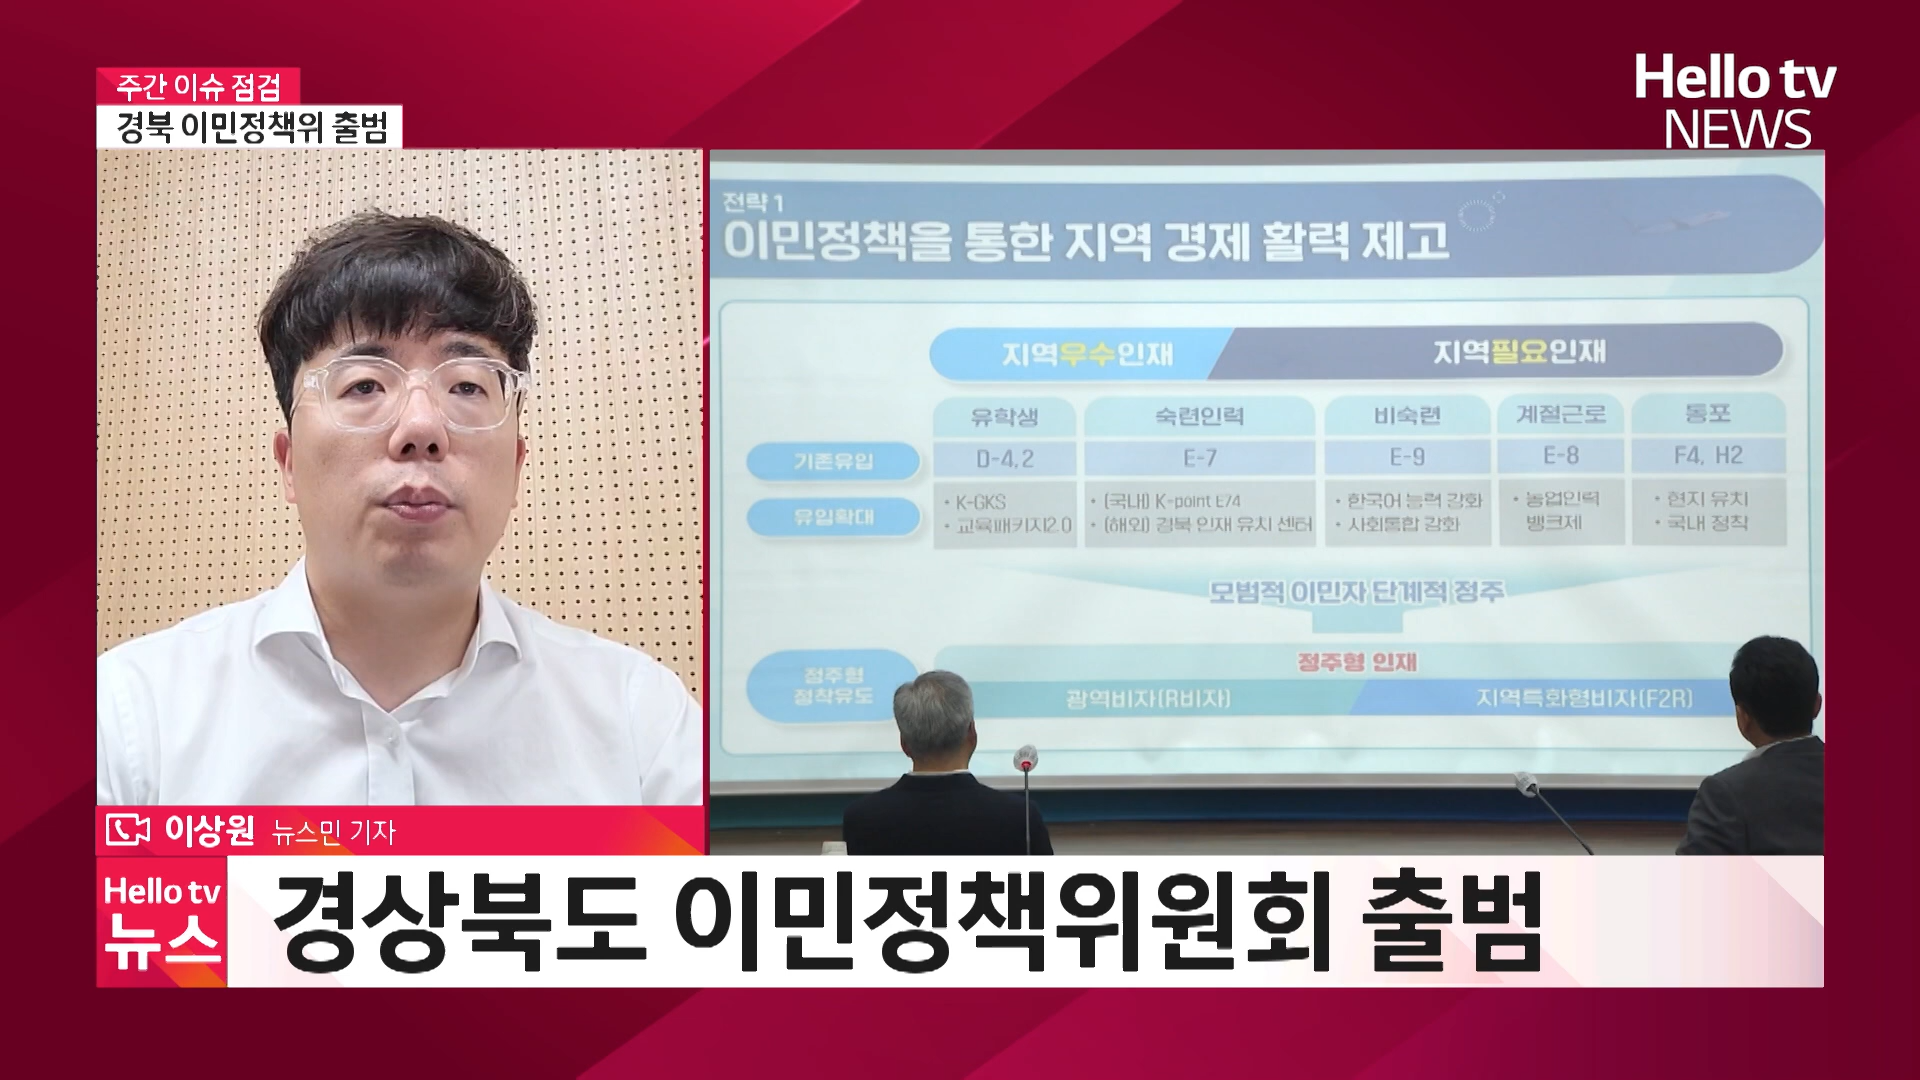 주간 이슈 점검
경북 이민정책위 출범
Hello tv
NEWS
전략 1
이민정책을 통한 지역 경제 활력 제고
지역우수인재 지역필요인재
유학생 숙련인력 비숙련 계절근로 동포
기존유입 D-4,2 E-7 E-9 E-8 F4, H2
유입확대
• K-GKS
• 교육패키지2.0
• (국내) K-point E74
• (해외) 경북 인재 유치 센터
• 한국어 능력 강화
• 사회통합 강화
• 농업인력
뱅크제
• 현지 유치
• 국내 정착
모범적 이민자 단계적 정주
정주형
정착유도
정주형 인재
광역비자(R비자) 지역특화형비자(F2R)
이상원 뉴스민 기자
Hello tv
뉴스
경상북도 이민정책위원회 출범